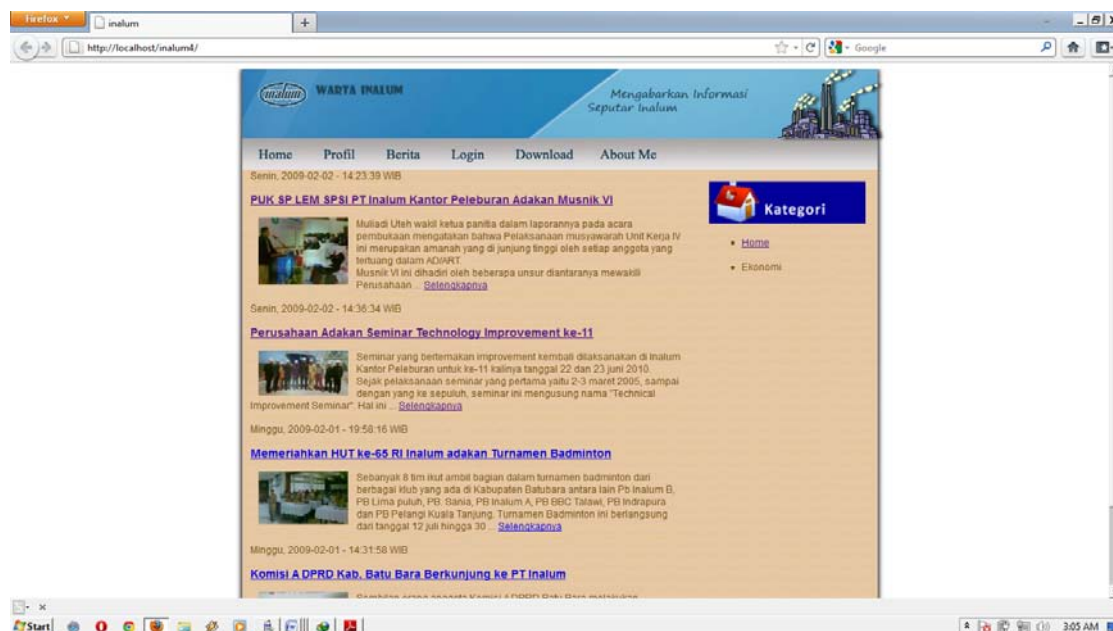 Firefox
inalum
http://localhost/inalum4/
Google
inalum
WARTA INALUM
Mengabarkan Informasi
Seputar Inalum
Home Profil Berita Login Download About Me
Senin, 2009-02-02 - 14:23:39 WIB
PUK SP LEM SPSI PT Inalum Kantor Peleburan Adakan Musnik VI
Muliadi Uteh wakil ketua panitia dalam laporannya pada acara
pembukaan mengatakan bahwa Pelaksanaan musyawarah Unit Kerja IV
ini merupakan amanah yang di junjung tinggi oleh setiap anggota yang
tertuang dalam AD/ART.
Musnik VI ini dihadiri oleh beberapa unsur diantaranya mewakili
Perusahaan ... Selengkapnya
Kategori
Home
Ekonomi
Senin, 2009-02-02 - 14:36:34 WIB
Perusahaan Adakan Seminar Technology Improvement ke-11
Seminar yang bertemakan improvement kembali dilaksanakan di Inalum
Kantor Peleburan untuk ke-11 kalinya tanggal 22 dan 23 juni 2010.
Sejak pelaksanaan seminar yang pertama yaitu 2-3 maret 2005, sampai
dengan yang ke sepuluh, seminar ini mengusung nama "Technical
Improvement Seminar". Hal ini ... Selengkapnya
Minggu, 2009-02-01 - 19:58:16 WIB
Memeriahkan HUT ke-65 RI Inalum adakan Turnamen Badminton
Sebanyak 8 tim ikut ambil bagian dalam turnamen badminton dari
berbagai klub yang ada di Kabupaten Batubara antara lain Pb Inalum B,
PB Lima puluh, PB. Sania, PB Inalum A, PB BBC Talawi, PB Indrapura
dan PB Pelangi Kuala Tanjung. Turnamen Badminton ini berlangsung
dari tanggal 12 juli hingga 30 ... Selengkapnya
Minggu, 2009-02-01 - 14:31:58 WIB
Komisi A DPRD Kab. Batu Bara Berkunjung ke PT Inalum
Sembilan orang anggota Komisi A DPRD Batu Bara melakukan
Start
3:05 AM